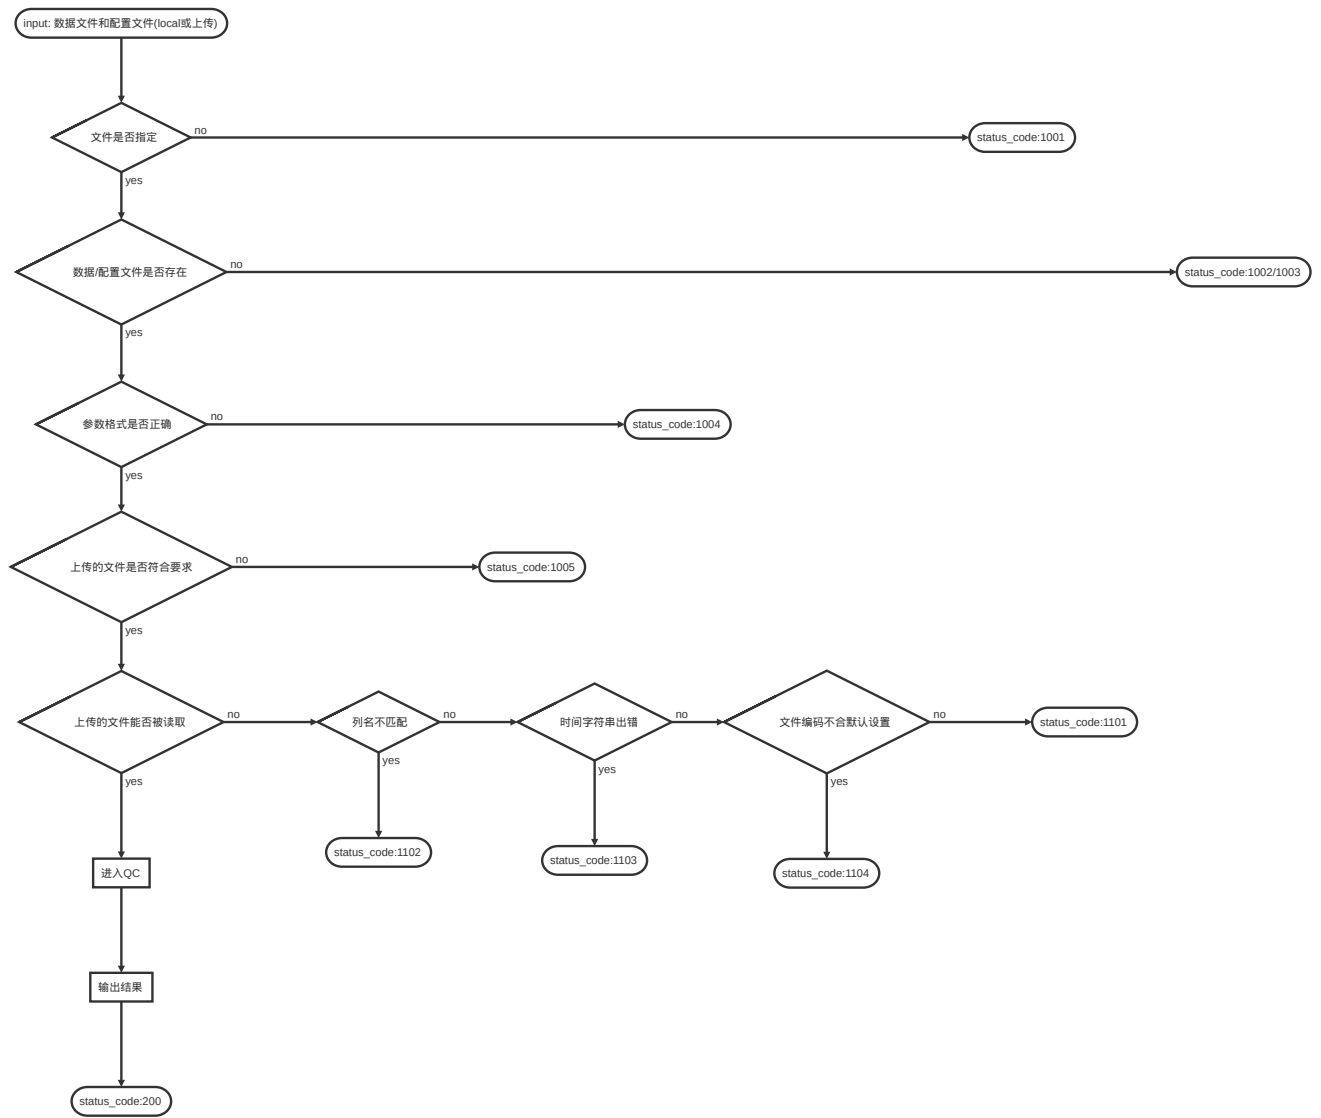 input: 数据文件和配置文件(local或上传)
文件是否指定
no
status_code:1001
yes
数据/配置文件是否存在
no
status_code:1002/1003
yes
参数格式是否正确
no
status_code:1004
yes
上传的文件是否符合要求
no
status_code:1005
yes
上传的文件能否被读取
no
列名不匹配
no
时间字符串出错
no
文件编码不合默认设置
no
status_code:1101
yes
yes
yes
yes
status_code:1102
status_code:1103
status_code:1104
进入QC
输出结果
status_code:200